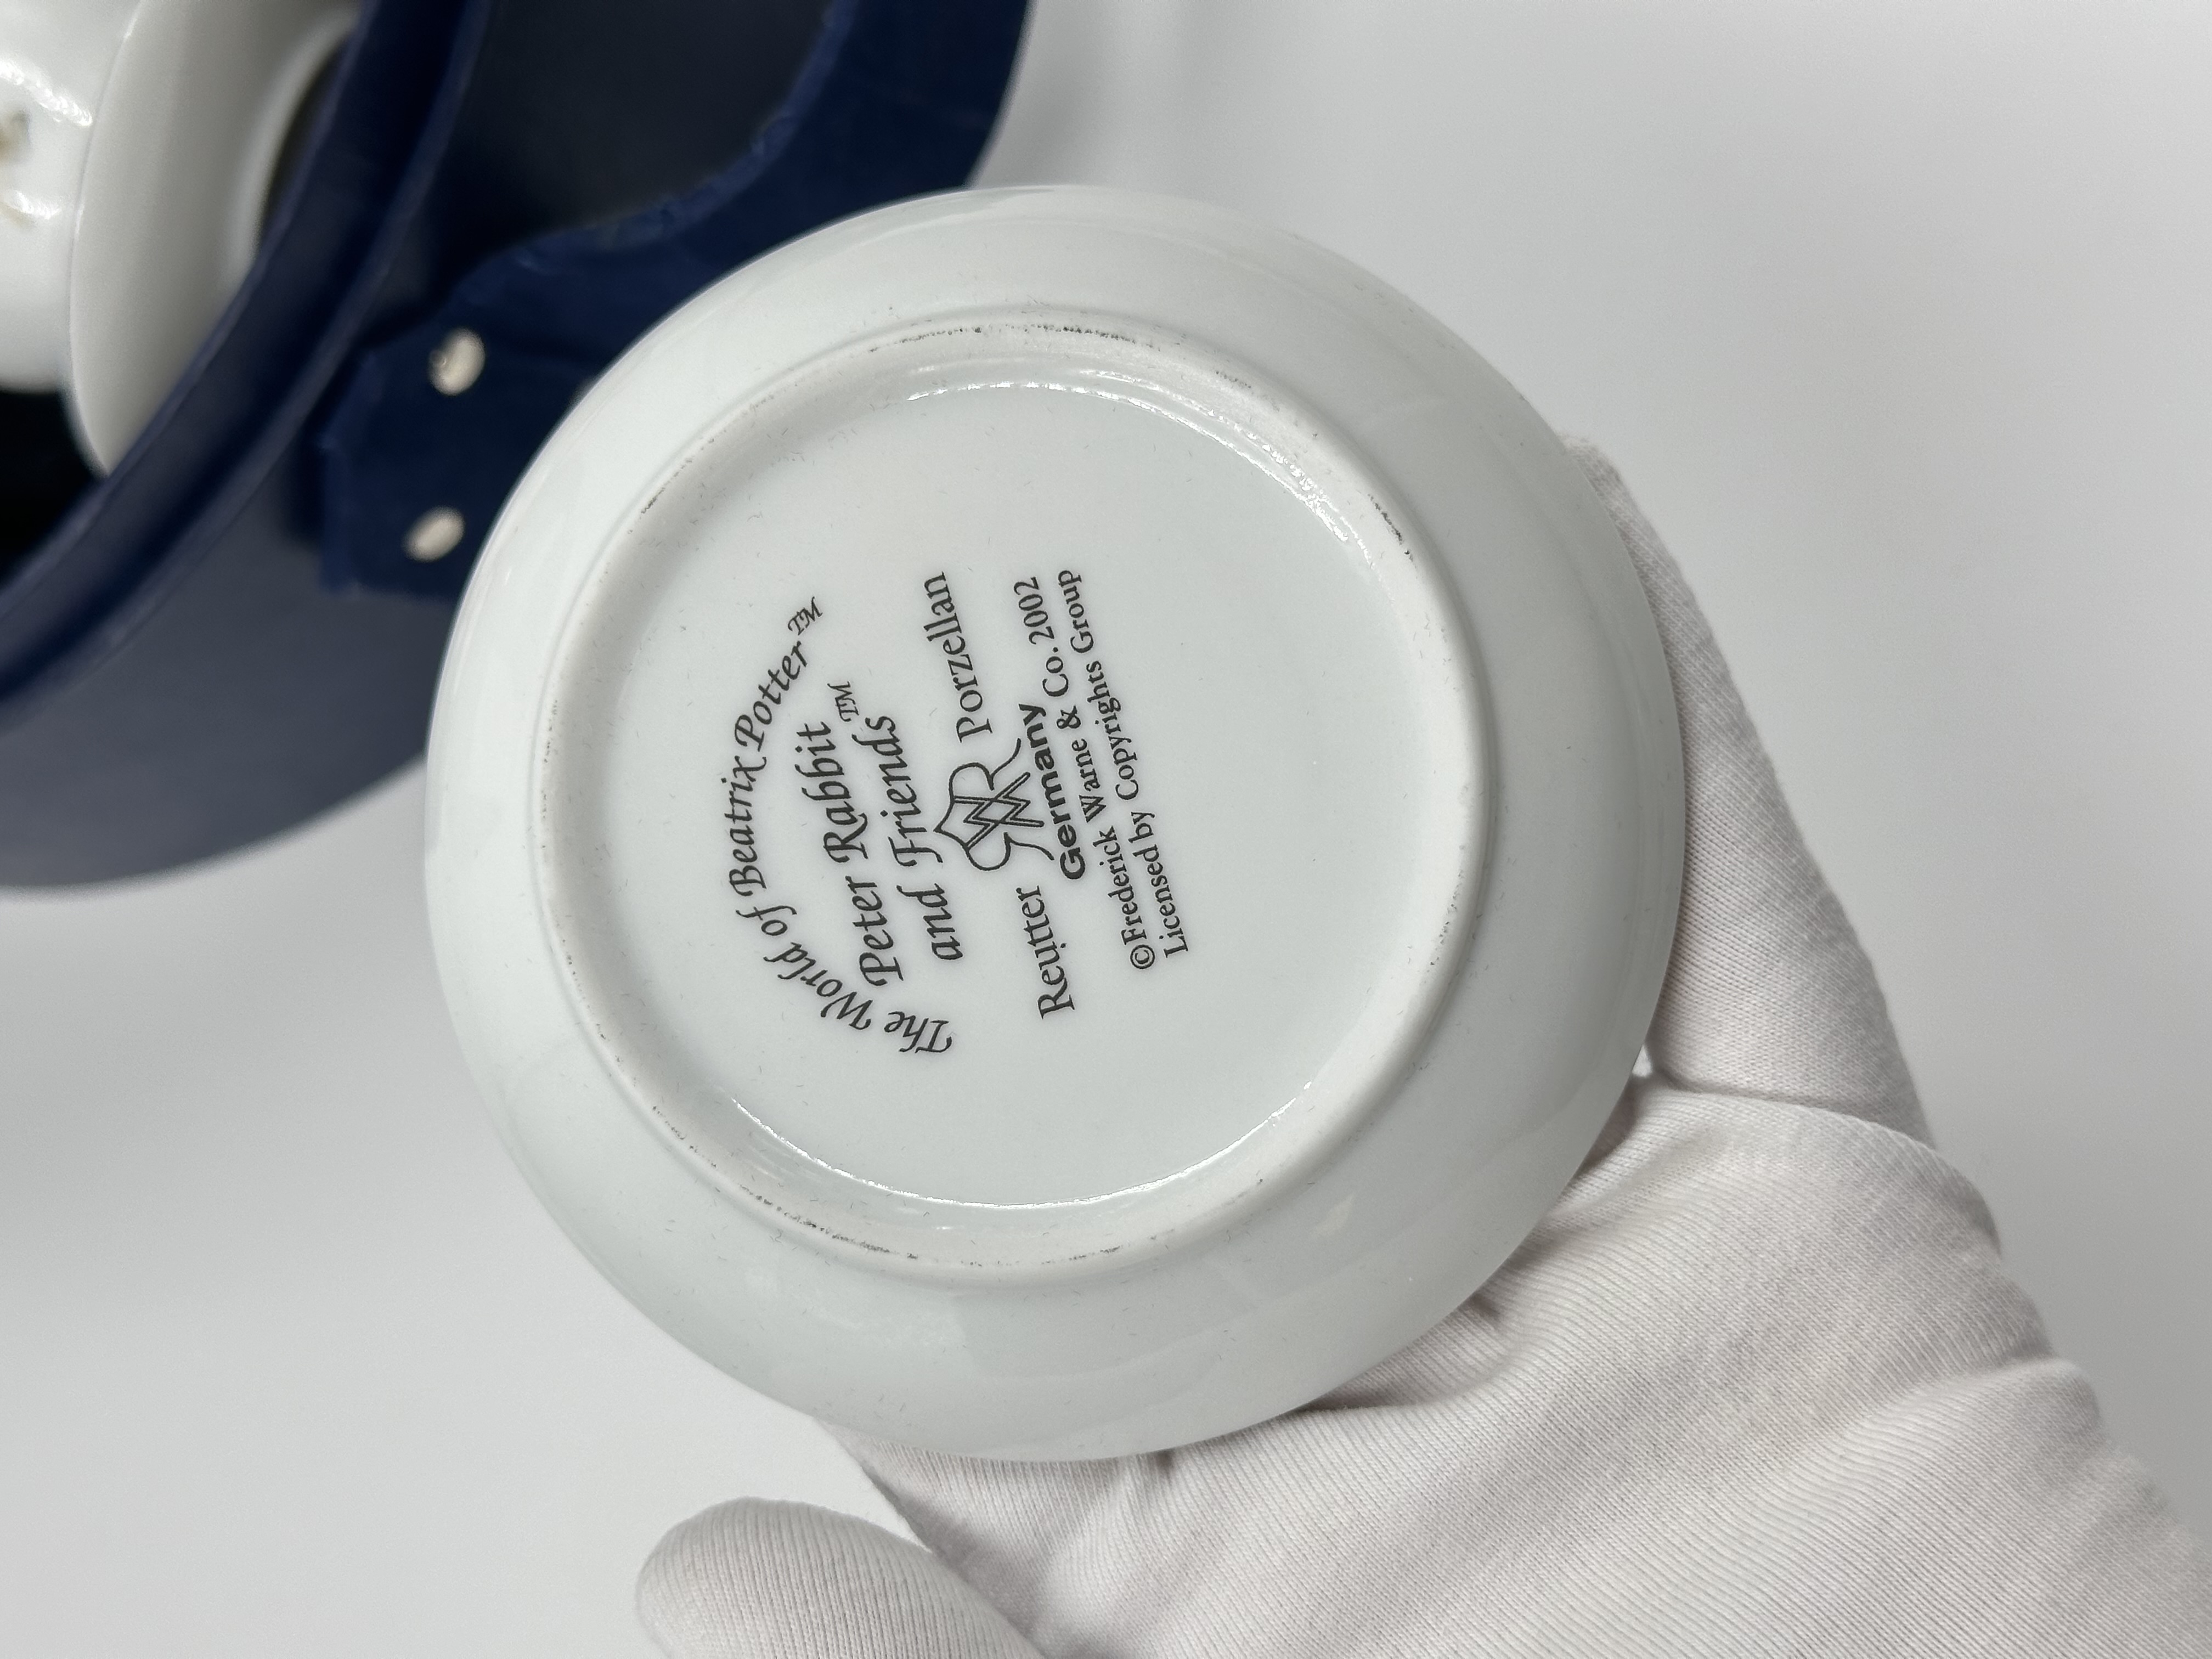 The World of Beatrix Potter™
Peter Rabbit
and Friends™
Reutter Porzellan
Germany
©Frederick Warne & Co.2002
Licensed by Copyrights Group